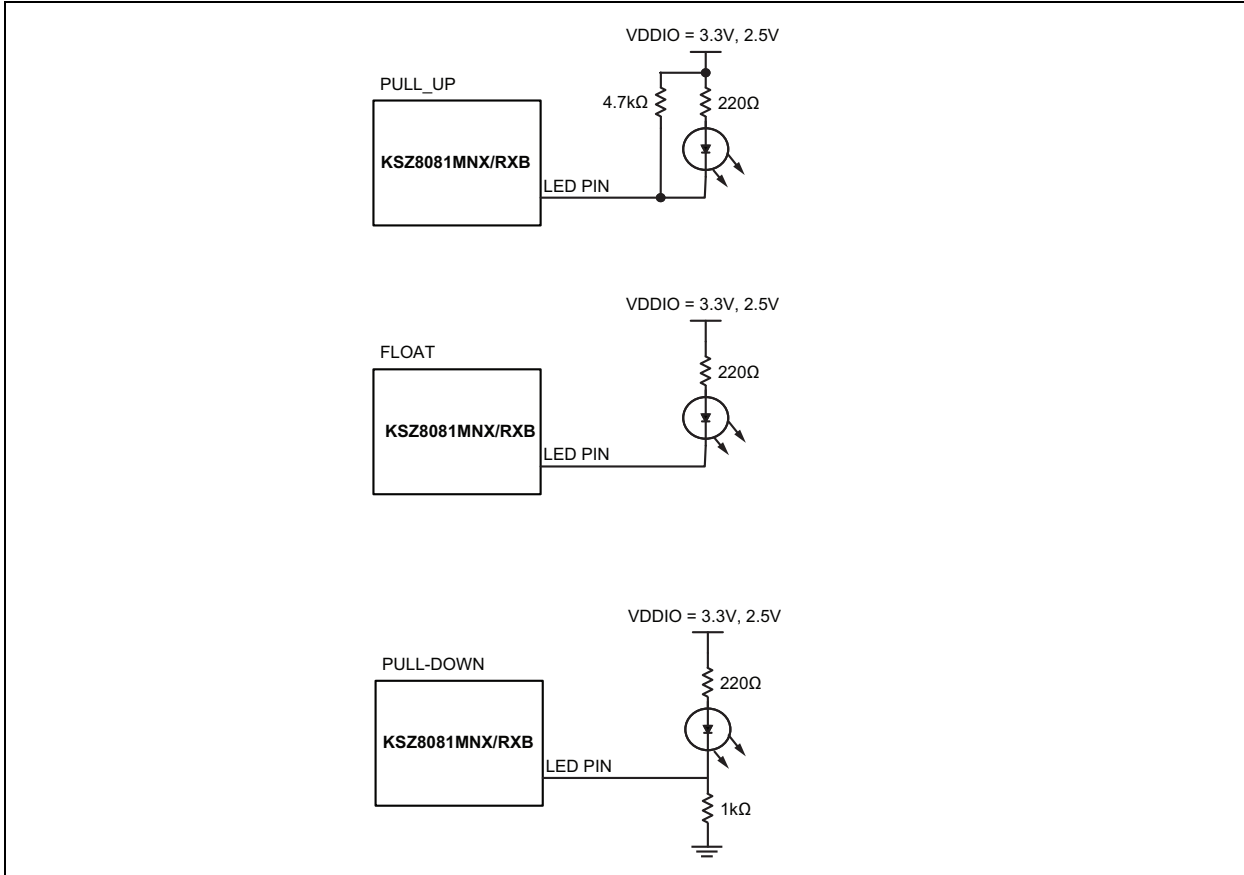 VDDIO = 3.3V, 2.5V
PULL_UP
4.7kΩ
220Ω
KSZ8081MNX/RXB
LED PIN
VDDIO = 3.3V, 2.5V
FLOAT
220Ω
KSZ8081MNX/RXB
LED PIN
VDDIO = 3.3V, 2.5V
PULL-DOWN
220Ω
KSZ8081MNX/RXB
LED PIN
1kΩ